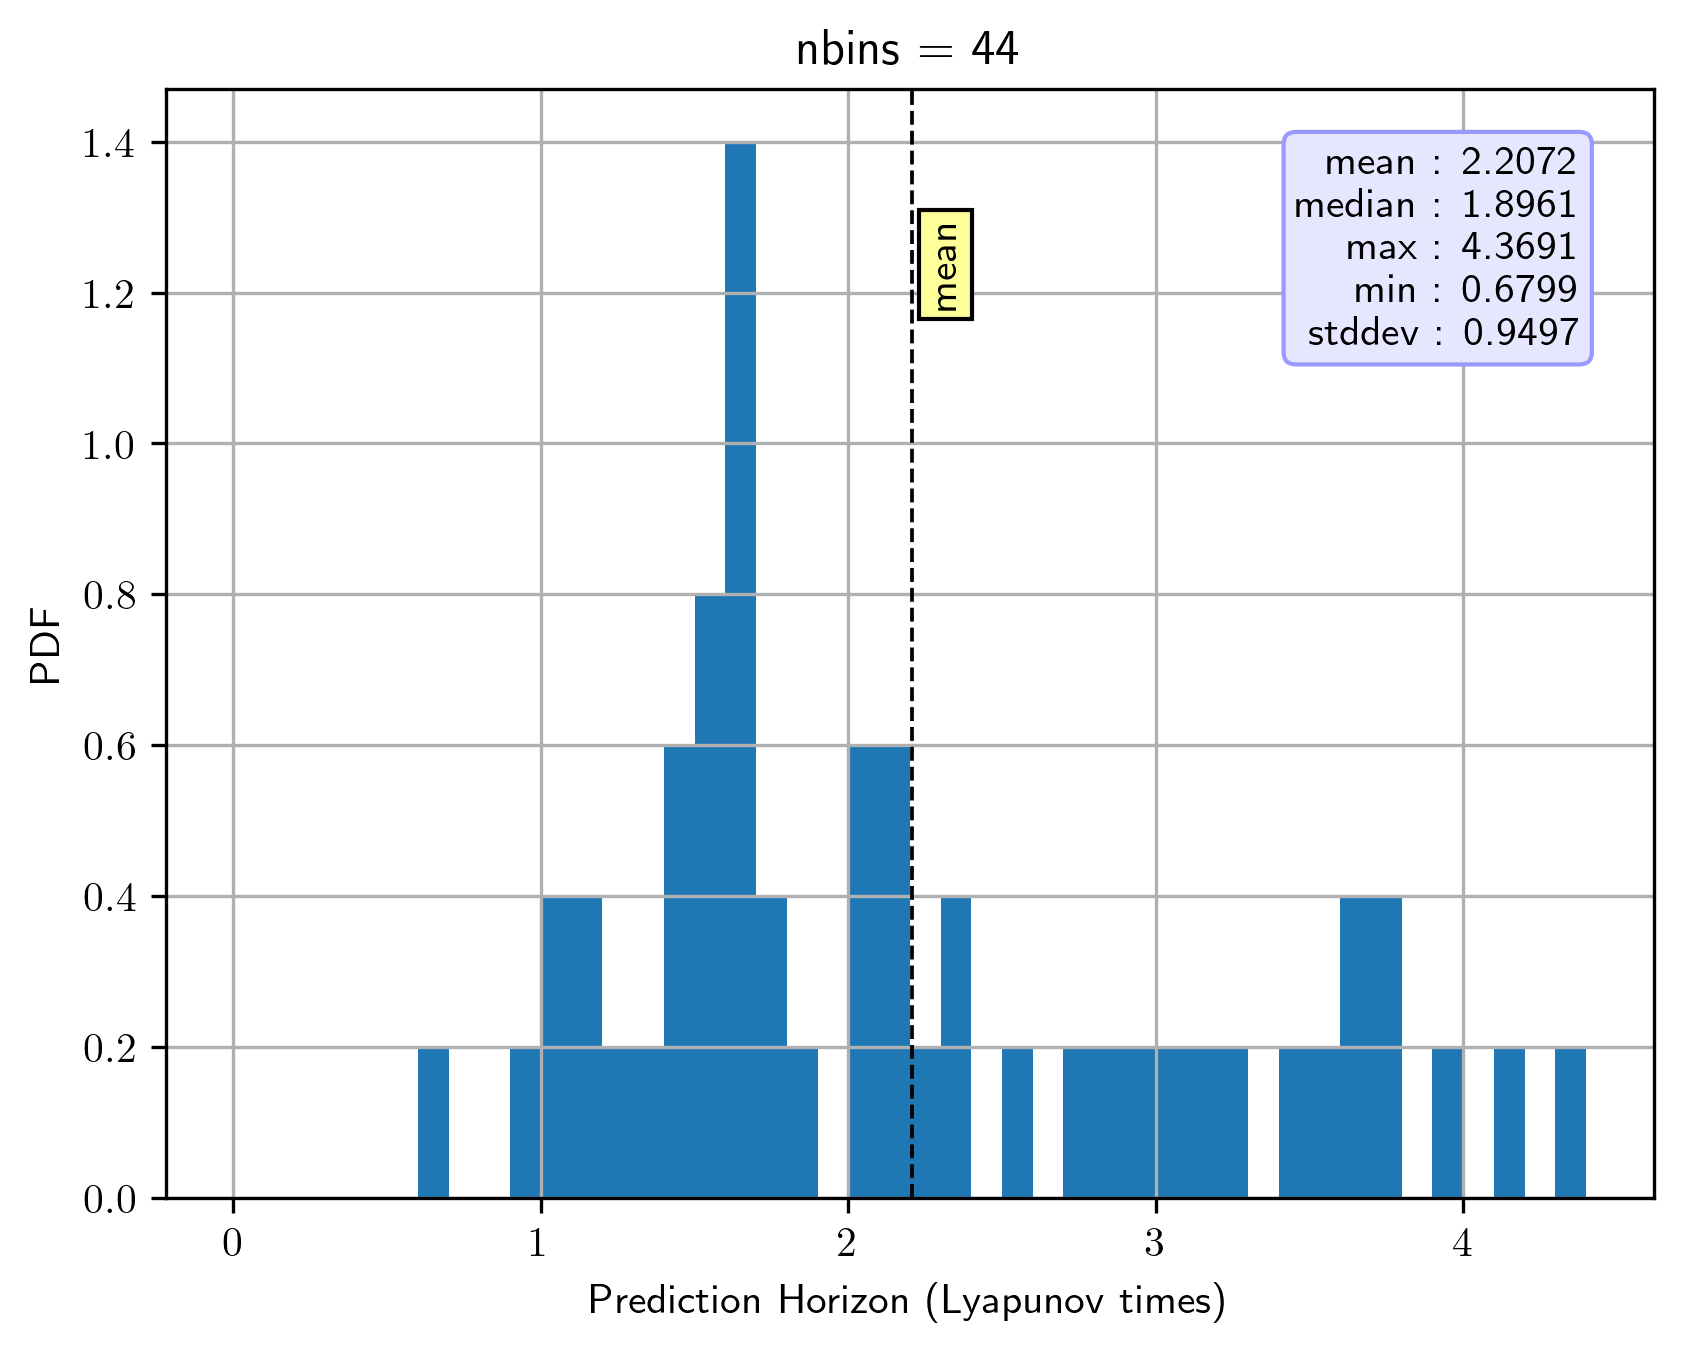 nbins = 44
1.4
1.2
1.0
0.8
0.6
0.4
0.2
0.0
PDF
mean
mean : 2.2072
median : 1.8961
max : 4.3691
min : 0.6799
stddev : 0.9497
0 1 2 3 4
Prediction Horizon (Lyapunov times)